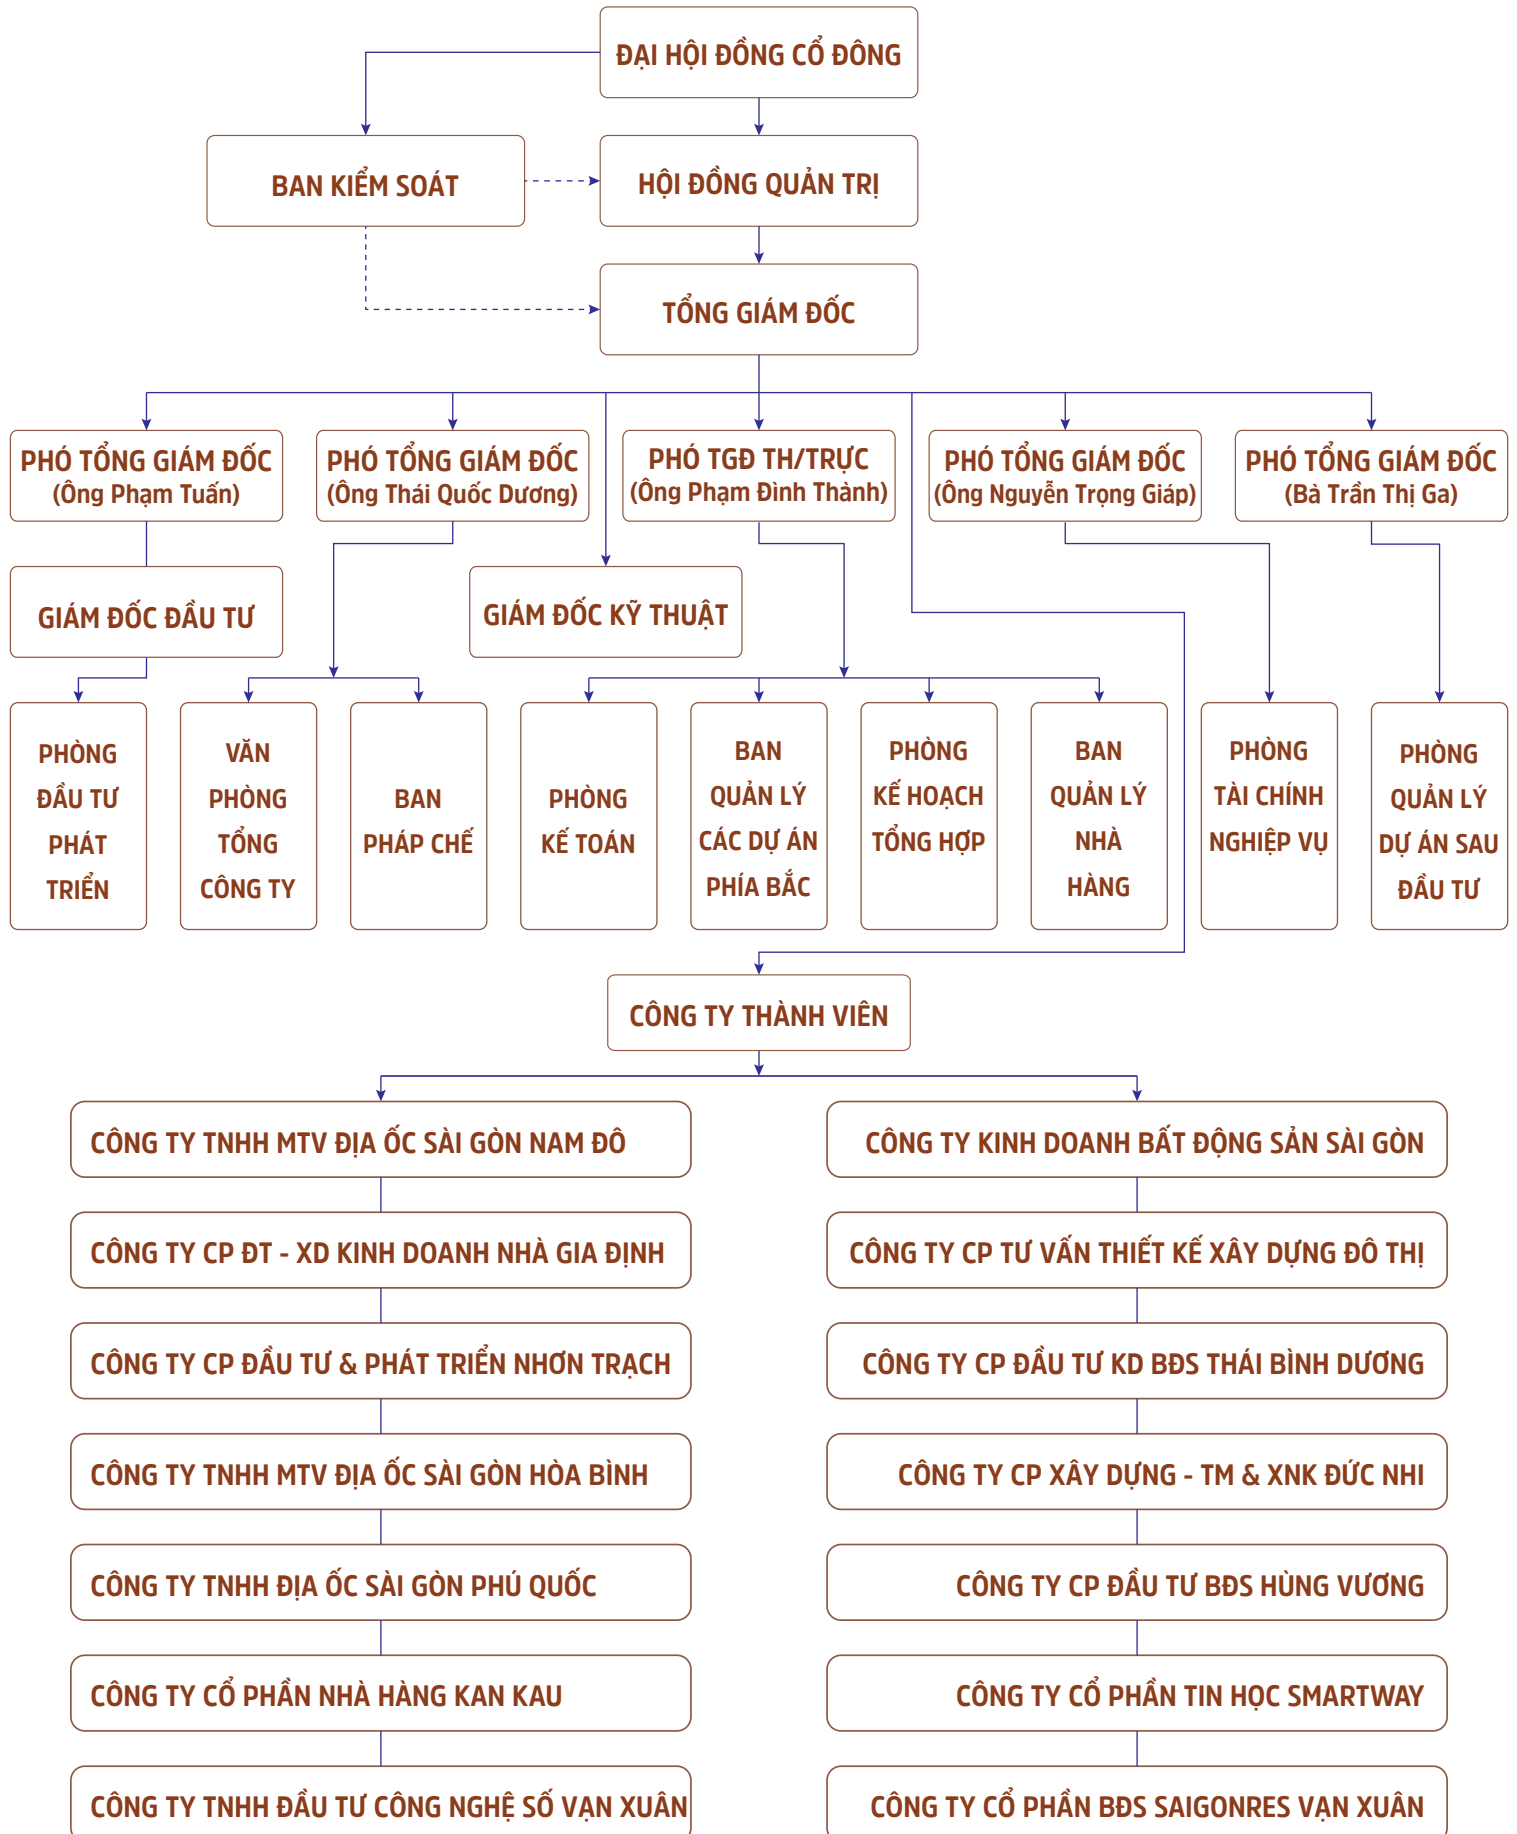 ĐẠI HỘI ĐỒNG CỔ ĐÔNG
BAN KIỂM SOÁT
HỘI ĐỒNG QUẢN TRỊ
TỔNG GIÁM ĐỐC
PHÓ TỔNG GIÁM ĐỐC
(Ông Phạm Tuấn)
PHÓ TỔNG GIÁM ĐỐC
(Ông Thái Quốc Dương)
PHÓ TGĐ TH/TRỰC
(Ông Phạm Đình Thành)
PHÓ TỔNG GIÁM ĐỐC
(Ông Nguyễn Trọng Giáp)
PHÓ TỔNG GIÁM ĐỐC
(Bà Trần Thị Ga)
GIÁM ĐỐC ĐẦU TƯ
GIÁM ĐỐC KỸ THUẬT
PHÒNG
ĐẦU TƯ
PHÁT
TRIỂN
VĂN
PHÒNG
TỔNG
CÔNG TY
BAN
PHÁP CHẾ
PHÒNG
KẾ TOÁN
BAN
QUẢN LÝ
CÁC DỰ ÁN
PHÍA BẮC
PHÒNG
KẾ HOẠCH
TỔNG HỢP
BAN
QUẢN LÝ
NHÀ
HÀNG
PHÒNG
TÀI CHÍNH
NGHIỆP VỤ
PHÒNG
QUẢN LÝ
DỰ ÁN SAU
ĐẦU TƯ
CÔNG TY THÀNH VIÊN
CÔNG TY TNHH MTV ĐỊA ỐC SÀI GÒN NAM ĐÔ
CÔNG TY CP ĐT - XD KINH DOANH NHÀ GIA ĐỊNH
CÔNG TY CP ĐẦU TƯ & PHÁT TRIỂN NHƠN TRẠCH
CÔNG TY TNHH MTV ĐỊA ỐC SÀI GÒN HÒA BÌNH
CÔNG TY TNHH ĐỊA ỐC SÀI GÒN PHÚ QUỐC
CÔNG TY CỔ PHẦN NHÀ HÀNG KAN KAU
CÔNG TY TNHH ĐẦU TƯ CÔNG NGHỆ SỐ VẠN XUÂN
CÔNG TY KINH DOANH BẤT ĐỘNG SẢN SÀI GÒN
CÔNG TY CP TƯ VẤN THIẾT KẾ XÂY DỰNG ĐÔ THỊ
CÔNG TY CP ĐẦU TƯ KD BĐS THÁI BÌNH DƯƠNG
CÔNG TY CP XÂY DỰNG - TM & XNK ĐỨC NHI
CÔNG TY CP ĐẦU TƯ BĐS HÙNG VƯƠNG
CÔNG TY CỔ PHẦN TIN HỌC SMARTWAY
CÔNG TY CỔ PHẦN BĐS SAIGONRES VẠN XUÂN